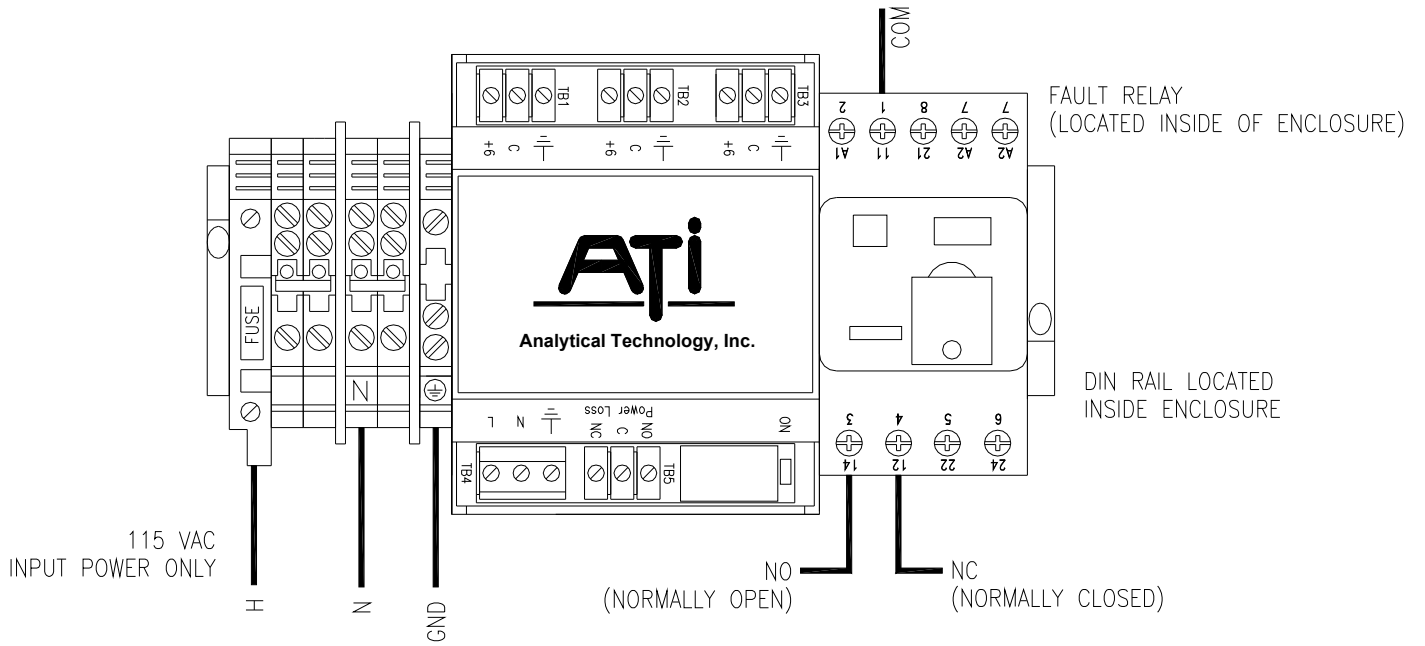 COM
FAULT RELAY
(LOCATED INSIDE OF ENCLOSURE)
TB1
TB2
TB3
+6 C
+6 C
+6 C
2 1 8 7 7
A1 11 21 A2 A2
FUSE
N
ATi
Analytical Technology, Inc.
DIN RAIL LOCATED
INSIDE ENCLOSURE
L N
Power Loss
NC C NO
ON
TB4
TB5
3 4 5 6
14 12 22 24
115 VAC
INPUT POWER ONLY
H
N
GND
NO
(NORMALLY OPEN)
NC
(NORMALLY CLOSED)